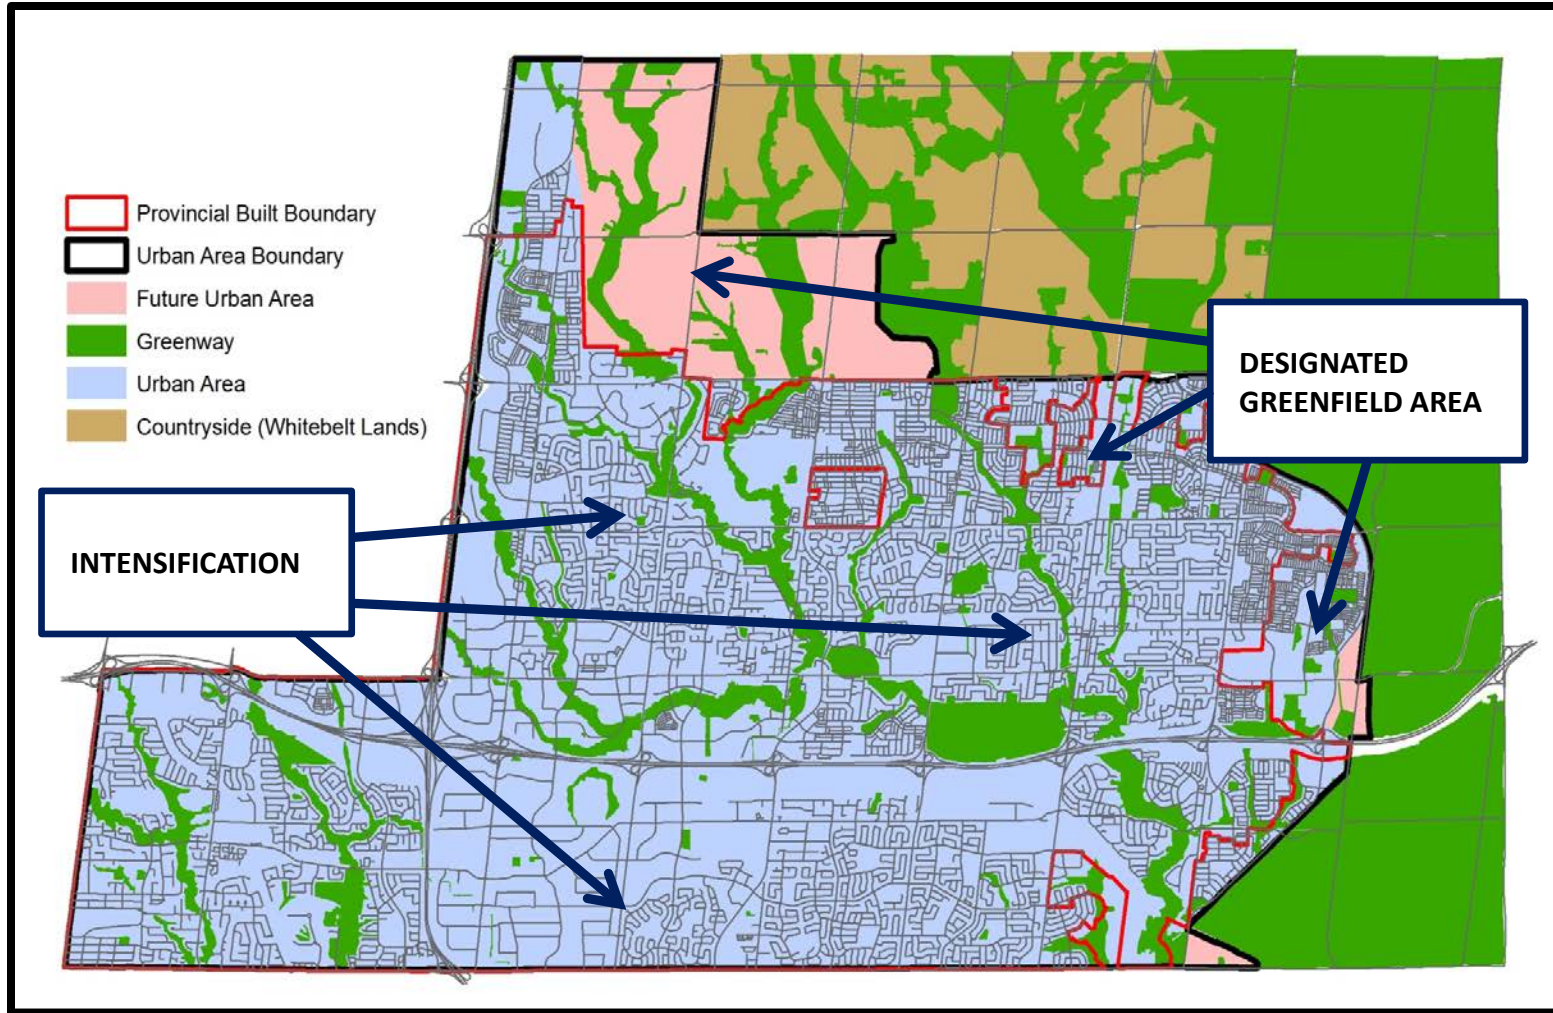 Provincial Built Boundary
Urban Area Boundary
Future Urban Area
Greenway
Urban Area
Countryside (Whitebelt Lands)
DESIGNATED
GREENFIELD AREA
INTENSIFICATION